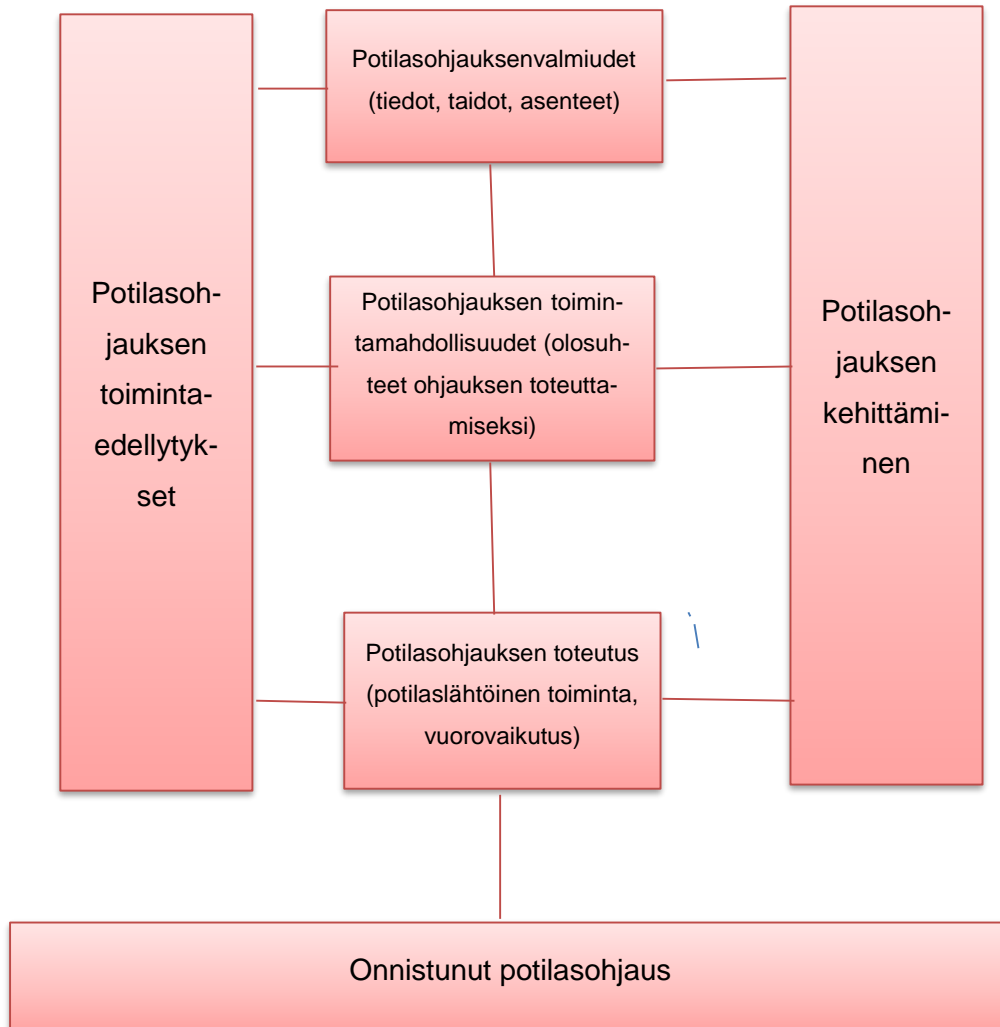 Potilasohjauksenvalmiudet
(tiedot, taidot, asenteet)
Potilasoh-
jauksen
toiminta-
edellytyk-
set
Potilasohjauksen toimin-
tamahdollisuudet (olosuh-
teet ohjauksen toteutta-
miseksi)
Potilasoh-
jauksen
kehittämi-
nen
Potilasohjauksen toteutus
(potilaslähtöinen toiminta,
vuorovaikutus)
Onnistunut potilasohjaus